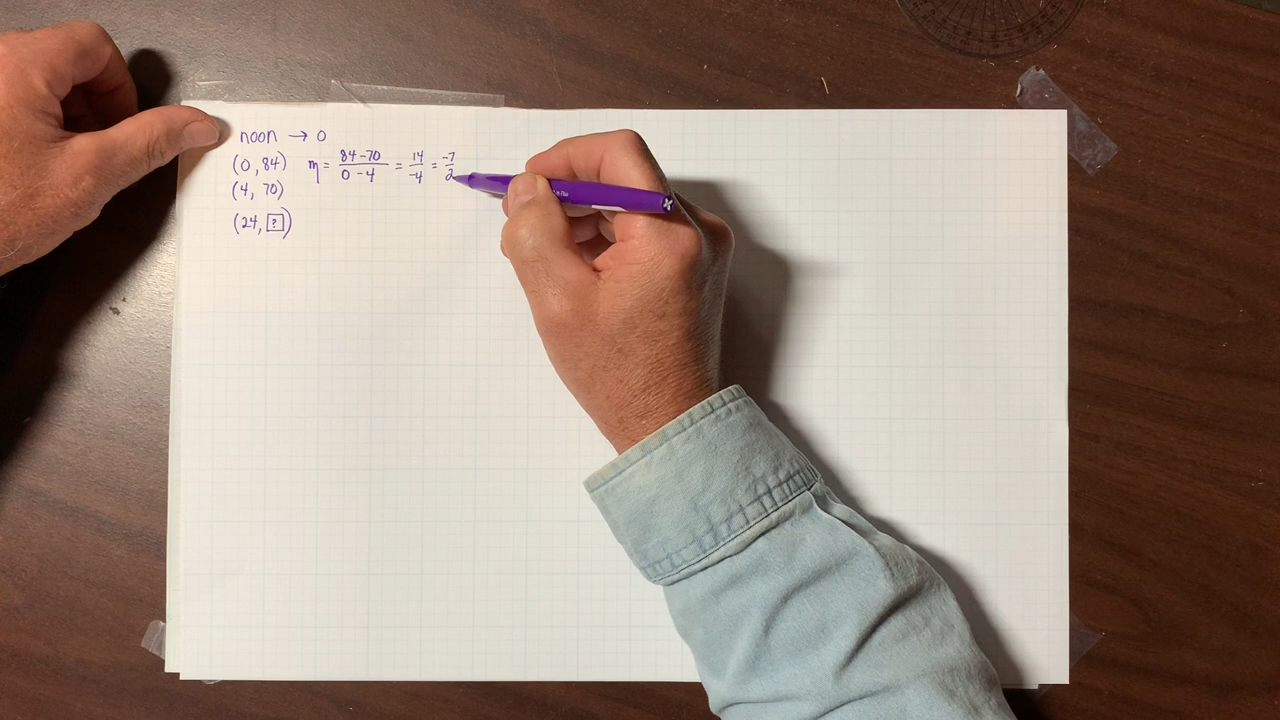 noon → 0
(0, 84) m = 84-70 / 0-4 = 14 / -4 = -7 / 2
(4, 70)
(24, ?)